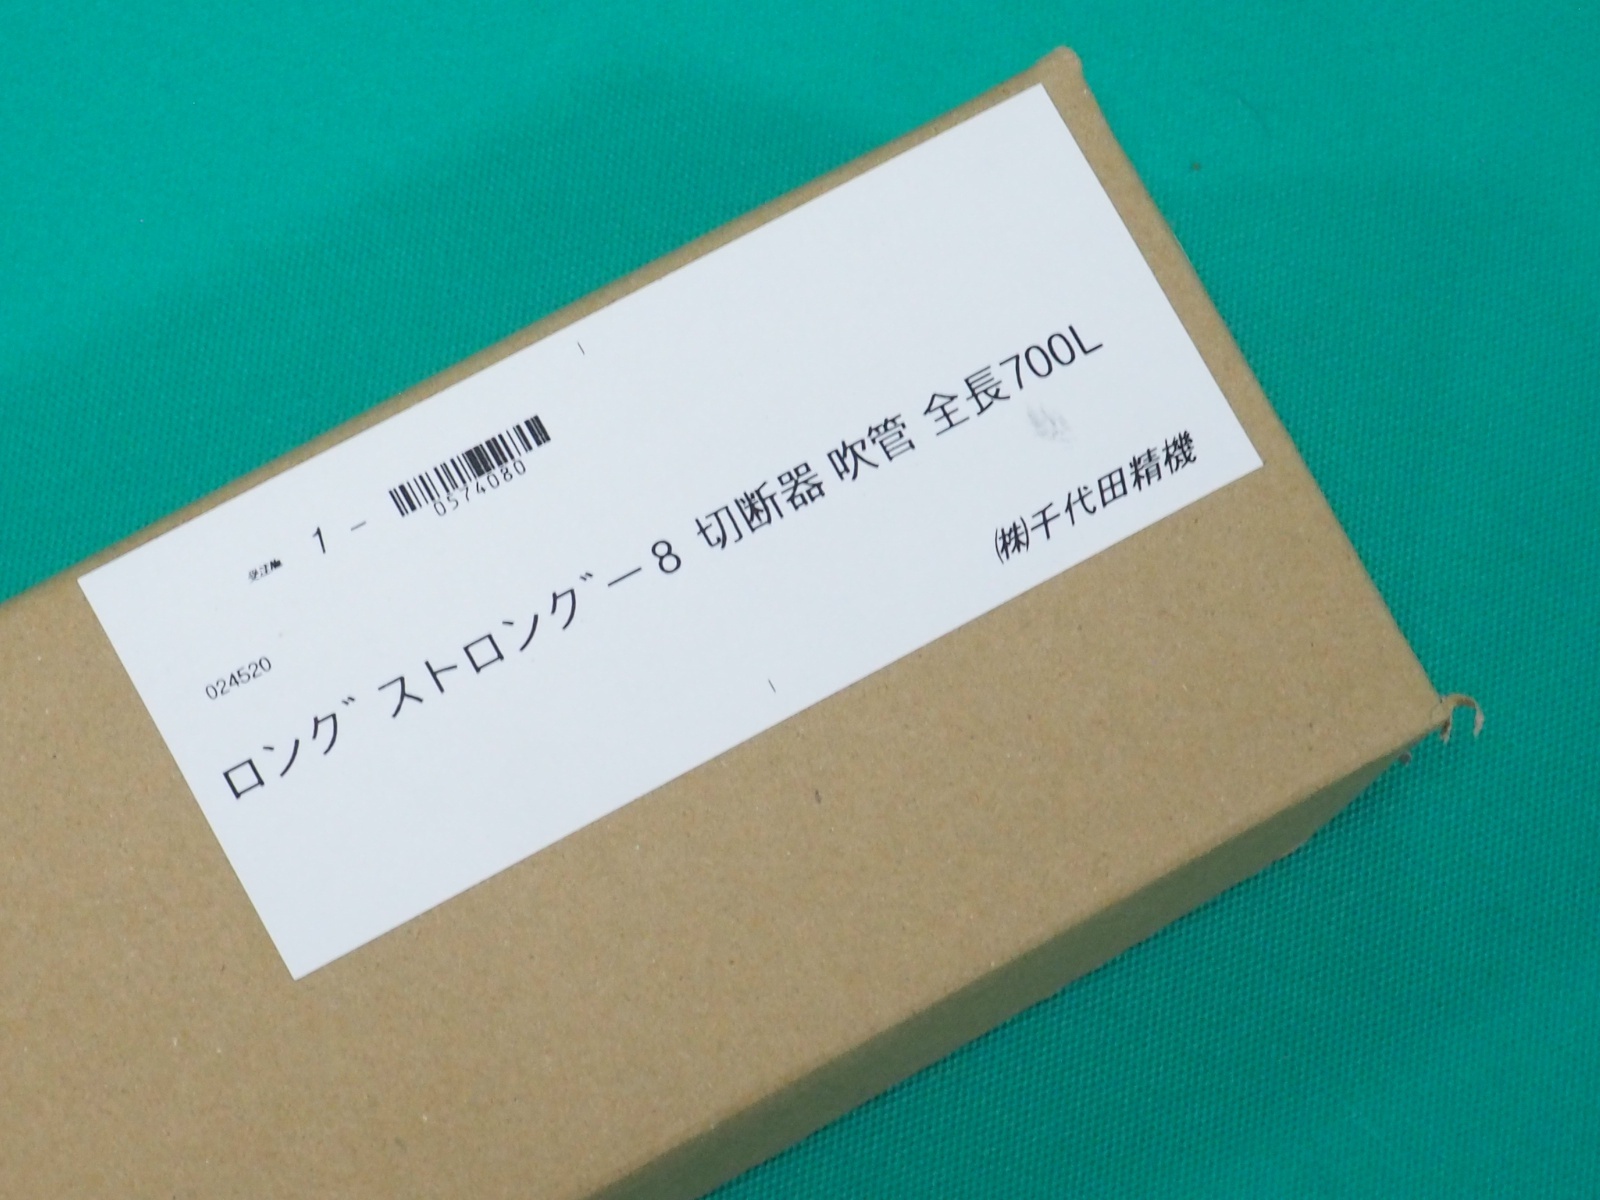 1 -
0574080
024520
ロング ストロングー8 切断器 吹管 全長700L
㈱千代田精機